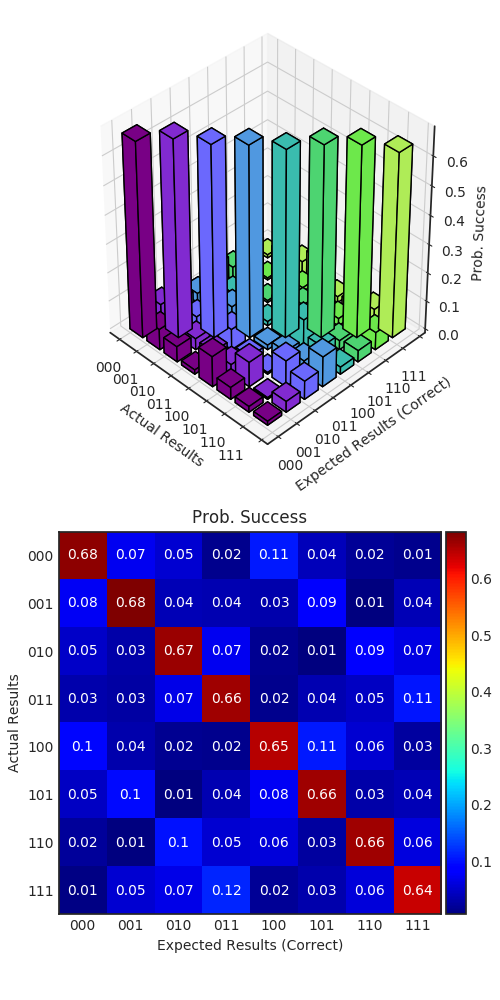 0.6
0.5
0.4
0.3
0.2
0.1
0.0
Prob. Success
000
001
010
011
100
101
110
111
Actual Results
000
001
010
011
100
101
110
111
Expected Results (Correct)
Prob. Success
000 0.68 0.07 0.05 0.02 0.11 0.04 0.02 0.01
001 0.08 0.68 0.04 0.04 0.03 0.09 0.01 0.04
010 0.05 0.03 0.67 0.07 0.02 0.01 0.09 0.07
011 0.03 0.03 0.07 0.66 0.02 0.04 0.05 0.11
100 0.1 0.04 0.02 0.02 0.65 0.11 0.06 0.03
101 0.05 0.1 0.01 0.04 0.08 0.66 0.03 0.04
110 0.02 0.01 0.1 0.05 0.06 0.03 0.66 0.06
111 0.01 0.05 0.07 0.12 0.02 0.03 0.06 0.64
000 001 010 011 100 101 110 111
Actual Results
Expected Results (Correct)
0.6
0.5
0.4
0.3
0.2
0.1